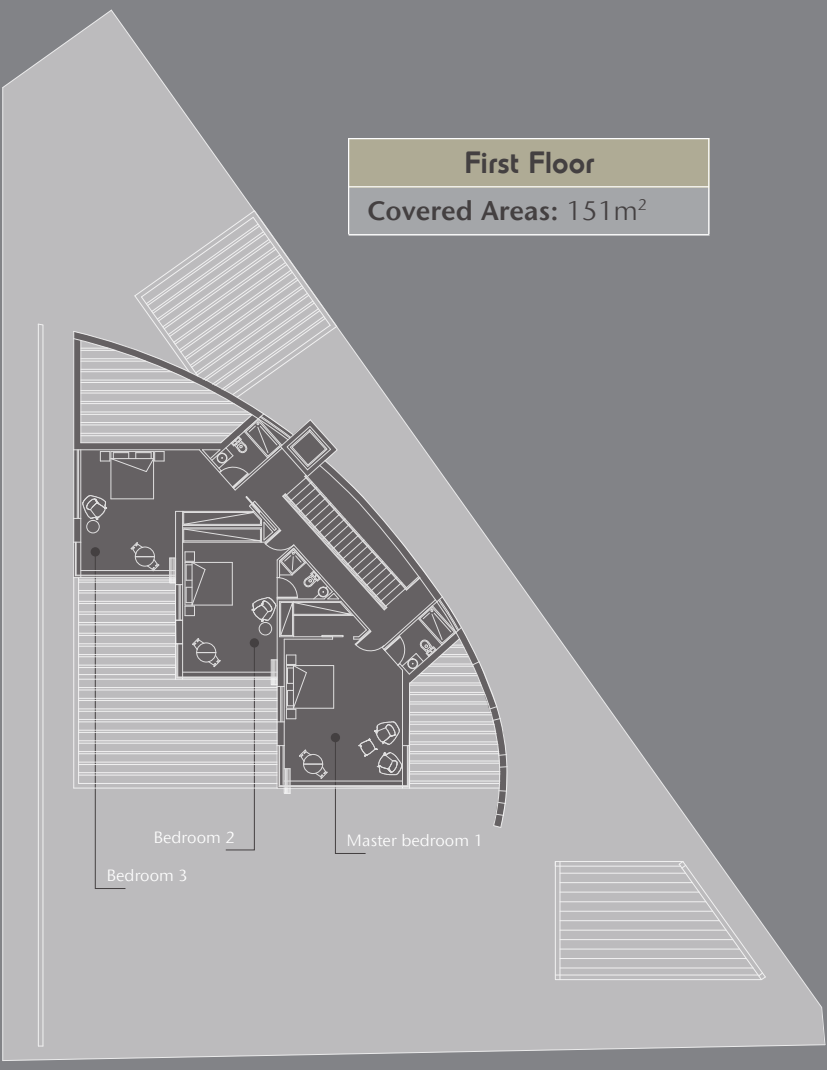 First Floor
Covered Areas: 151m²
Bedroom 2
Master bedroom 1
Bedroom 3